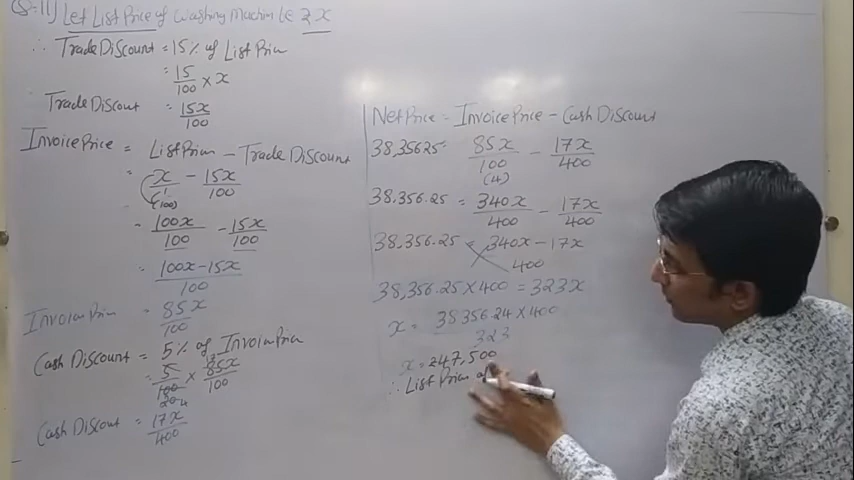 Q-11) Let List Price of Washing Machine be ₹ x
∴ Trade Discount = 15% of List Price
= 15/100 × x
Trade Discount = 15x/100
Invoice Price = List Price - Trade Discount
= x/1 - 15x/100
(100)
= 100x/100 - 15x/100
= 100x-15x/100
Invoice Price = 85x/100
Cash Discount = 5% of Invoice Price
= 5/100 × 85x/100
Cash Discount = 17x/400
Net Price = Invoice Price - Cash Discount
38,35625 = 85x/100 - 17x/400
(4)
38,356.25 = 340x/400 - 17x/400
38,356.25 = 340x-17x/400
38,356.25×400 = 323x
x = 38356.24×400/323
x = 247,500
∴ List Price of